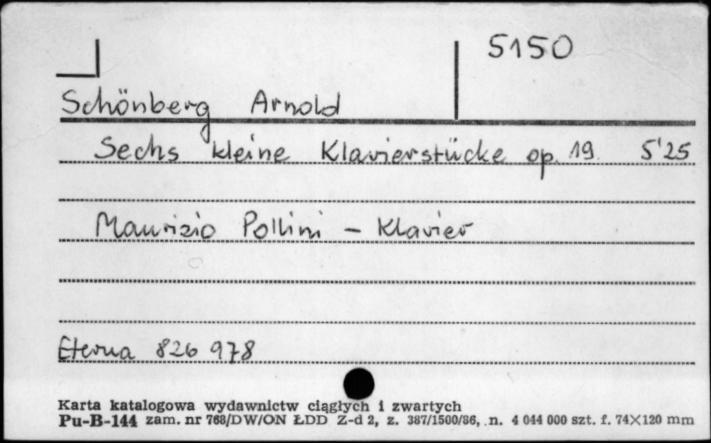 5150
Schönberg Arnold
Sechs kleine Klavierstücke op. 19 5'25
Maurizio Pollini - Klavier
Eterna 826 978
Karta katalogowa wydawnictw ciągłych i zwartych
Pu-B-144 zam. nr 768/DW/ON ŁDD Z-d 2, z. 387/1500/86, n. 4 044 000 szt. f. 74×120 mm